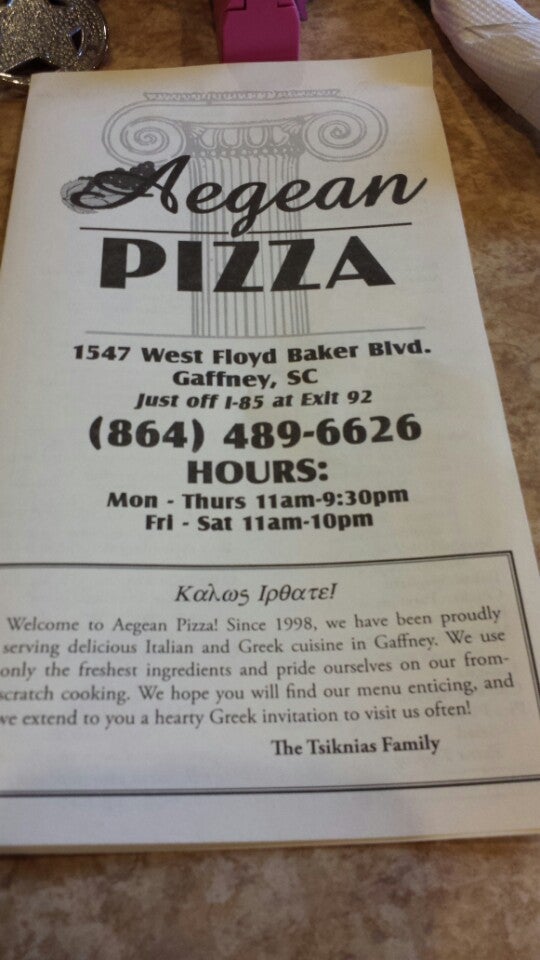 Aegean
PIZZA
1547 West Floyd Baker Blvd.
Gaffney, SC
Just off I-85 at Exit 92
(864) 489-6626
HOURS:
Mon - Thurs 11am-9:30pm
Fri - Sat 11am-10pm
Καλως Ιρθατε!
Welcome to Aegean Pizza! Since 1998, we have been proudly
serving delicious Italian and Greek cuisine in Gaffney. We use
only the freshest ingredients and pride ourselves on our from-
scratch cooking. We hope you will find our menu enticing, and
we extend to you a hearty Greek invitation to visit us often!
The Tsiknias Family